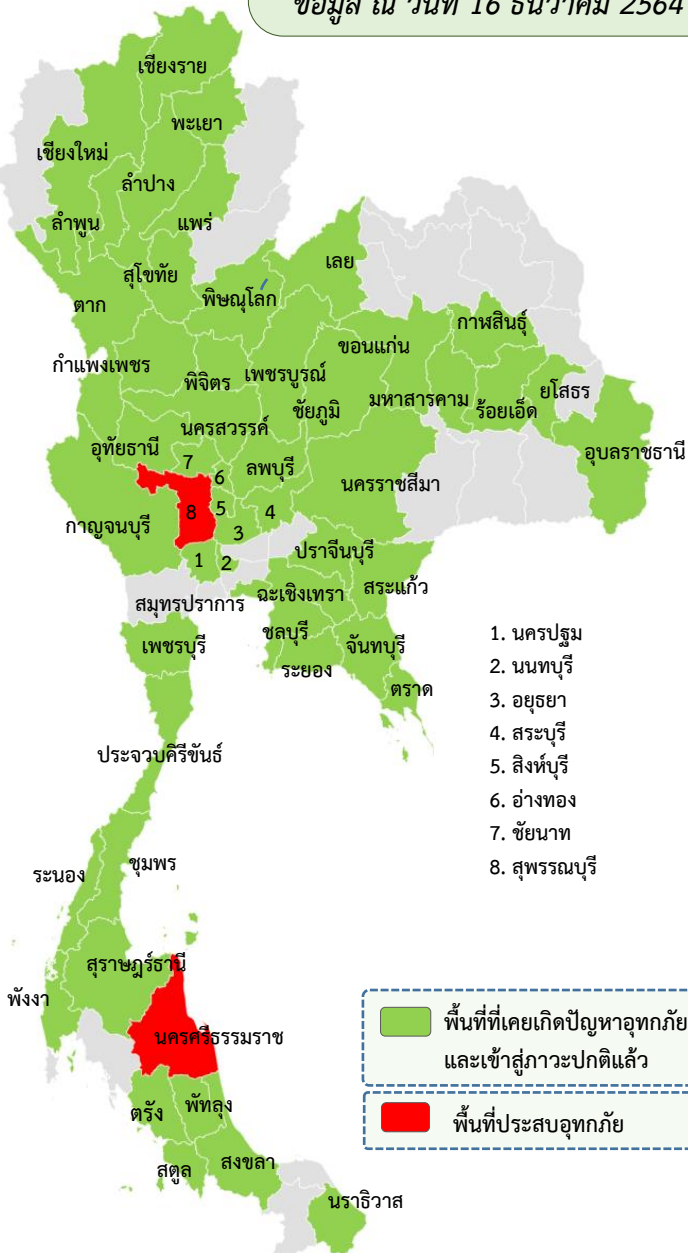 ข้อมูล ณ วันที่ 16 ธันวาคม 2564
เชียงราย
พะเยา
เชียงใหม่
ลำปาง
ลำพูน
แพร่
สุโขทัย
เลย
ตาก
พิษณุโลก
กาฬสินธุ์
ขอนแก่น
กำแพงเพชร
พิจิตร
เพชรบูรณ์
มหาสารคาม
ยโสธร
ชัยภูมิ
ร้อยเอ็ด
นครสวรรค์
อุทัยธานี
อุบลราชธานี
7
ลพบุรี
6
นครราชสีมา
8
5
4
กาญจนบุรี
3
ปราจีนบุรี
1
2
สระแก้ว
สมุทรปราการ
ฉะเชิงเทรา
เพชรบุรี
ชลบุรี
จันทบุรี
ระยอง
ตราด
1. นครปฐม
2. นนทบุรี
3. อยุธยา
4. สระบุรี
5. สิงห์บุรี
6. อ่างทอง
7. ชัยนาท
8. สุพรรณบุรี
ประจวบคิรีขันธ์
ชุมพร
ระนอง
สุราษฎร์ธานี
พังงา
นครศรีธรรมราช
ตรัง
พัทลุง
สตูล
สงขลา
นราธิวาส
พื้นที่ที่เคยเกิดปัญหาอุทกภัย
และเข้าสู่ภาวะปกติแล้ว
พื้นที่ประสบอุทกภัย